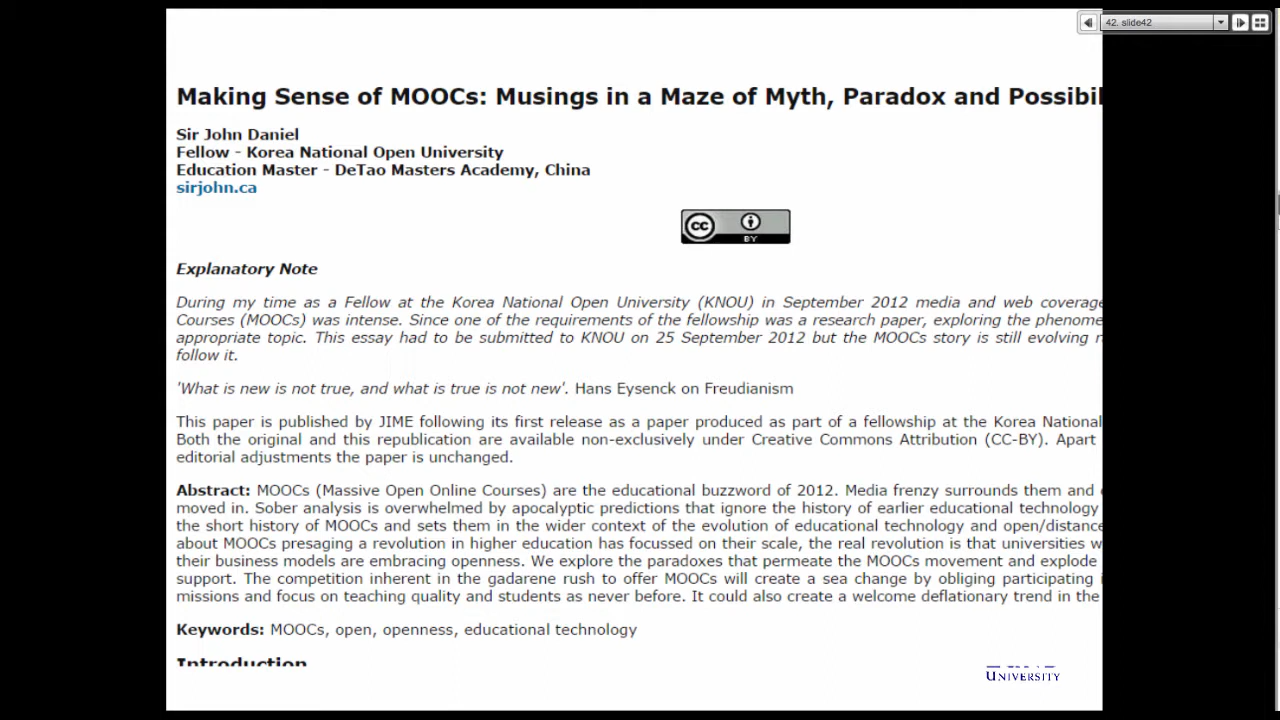 42. slide42
Making Sense of MOOCs: Musings in a Maze of Myth, Paradox and Possibil
Sir John Daniel
Fellow - Korea National Open University
Education Master - DeTao Masters Academy, China
sirjohn.ca
cc
BY
Explanatory Note
During my time as a Fellow at the Korea National Open University (KNOU) in September 2012 media and web coverage
Courses (MOOCs) was intense. Since one of the requirements of the fellowship was a research paper, exploring the phenome
appropriate topic. This essay had to be submitted to KNOU on 25 September 2012 but the MOOCs story is still evolving r
follow it.
'What is new is not true, and what is true is not new'. Hans Eysenck on Freudianism
This paper is published by JIME following its first release as a paper produced as part of a fellowship at the Korea National
Both the original and this republication are available non-exclusively under Creative Commons Attribution (CC-BY). Apart
editorial adjustments the paper is unchanged.
Abstract: MOOCs (Massive Open Online Courses) are the educational buzzword of 2012. Media frenzy surrounds them and
moved in. Sober analysis is overwhelmed by apocalyptic predictions that ignore the history of earlier educational technology
the short history of MOOCs and sets them in the wider context of the evolution of educational technology and open/distance
about MOOCs presaging a revolution in higher education has focussed on their scale, the real revolution is that universities w
their business models are embracing openness. We explore the paradoxes that permeate the MOOCs movement and explode
support. The competition inherent in the gadarene rush to offer MOOCs will create a sea change by obliging participating i
missions and focus on teaching quality and students as never before. It could also create a welcome deflationary trend in the
Keywords: MOOCs, open, openness, educational technology
Introduction
UNIVERSITY